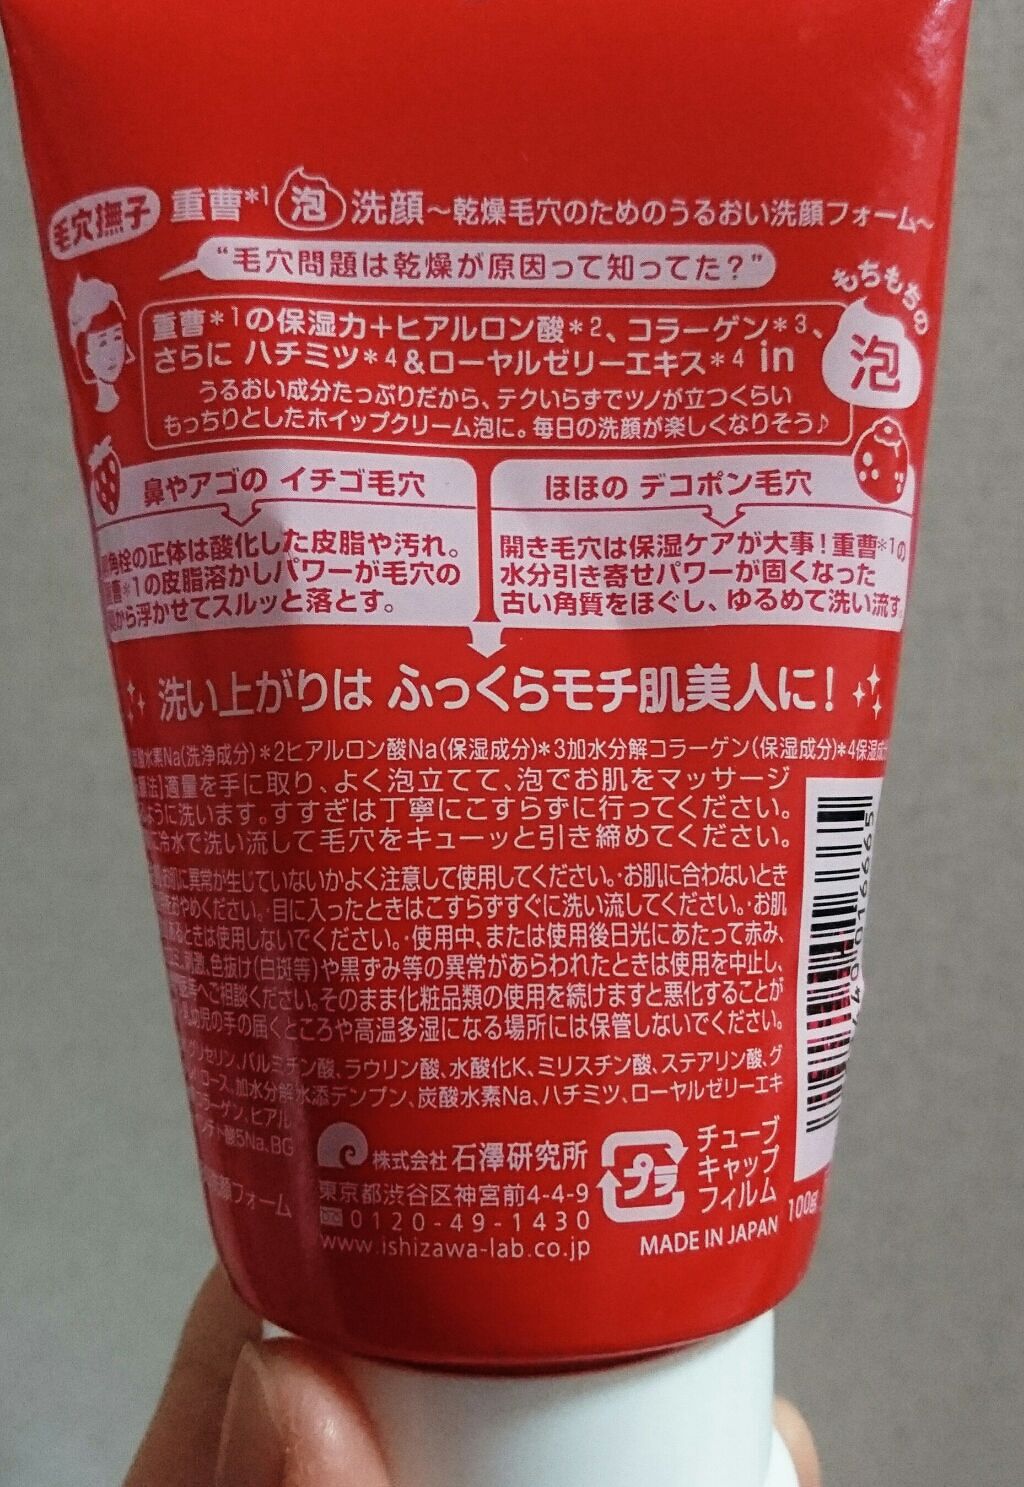 毛穴撫子 重曹*1 泡 洗顔～乾燥毛穴のためのうるおい洗顔フォーム～
“毛穴問題は乾燥が原因って知ってた？”
もちもちの
泡
重曹*1の保湿力＋ヒアルロン酸*2、コラーゲン*3、
さらに ハチミツ*4＆ローヤルゼリーエキス*4 in
うるおい成分たっぷりだから、テクいらずでツノが立つくらい
もっちりとしたホイップクリーム泡に。毎日の洗顔が楽しくなりそう♪
鼻やアゴの イチゴ毛穴
角栓の正体は酸化した皮脂や汚れ。
*1の皮脂溶かしパワーが毛穴の
から浮かせてスルッと落とす。
ほほの デコポン毛穴
開き毛穴は保湿ケアが大事！重曹*1の
水分引き寄せパワーが固くなった
古い角質をほぐし、ゆるめて洗い流す
洗い上がりは ふっくらモチ肌美人に！
水素Na(洗浄成分)*2ヒアルロン酸Na(保湿成分)*3加水分解コラーゲン(保湿成分)*4保湿成
法]適量を手に取り、よく泡立てて、泡でお肌をマッサージ
ように洗います。すすぎは丁寧にこすらずに行ってください。
に冷水で洗い流して毛穴をキューッと引き締めてください。
肌に異常が生じていないかよく注意して使用してください。・お肌に合わないとき
おやめください。・目に入ったときはこすらずすぐに洗い流してください。・お肌
あるときは使用しないでください。・使用中、または使用後日光にあたって赤み、
刺激、色抜け(白斑等)や黒ずみ等の異常があらわれたときは使用を中止し、
へご相談ください。そのまま化粧品類の使用を続けますと悪化することが
幼児の手の届くところや高温多湿になる場所には保管しないでください。
グリセリン、パルミチン酸、ラウリン酸、水酸化K、ミリスチン酸、ステアリン酸、グ
ロース、加水分解水添デンプン、炭酸水素Na、ハチミツ、ローヤルゼリーエキ
ラーゲン、ヒアル
テト酸5Na、BG
洗顔フォーム
株式会社 石澤研究所
東京都渋谷区神宮前4-4-9
0120-49-1430
www.ishizawa-lab.co.jp
プラ
チューブ
キャップ
フィルム
MADE IN JAPAN
100g